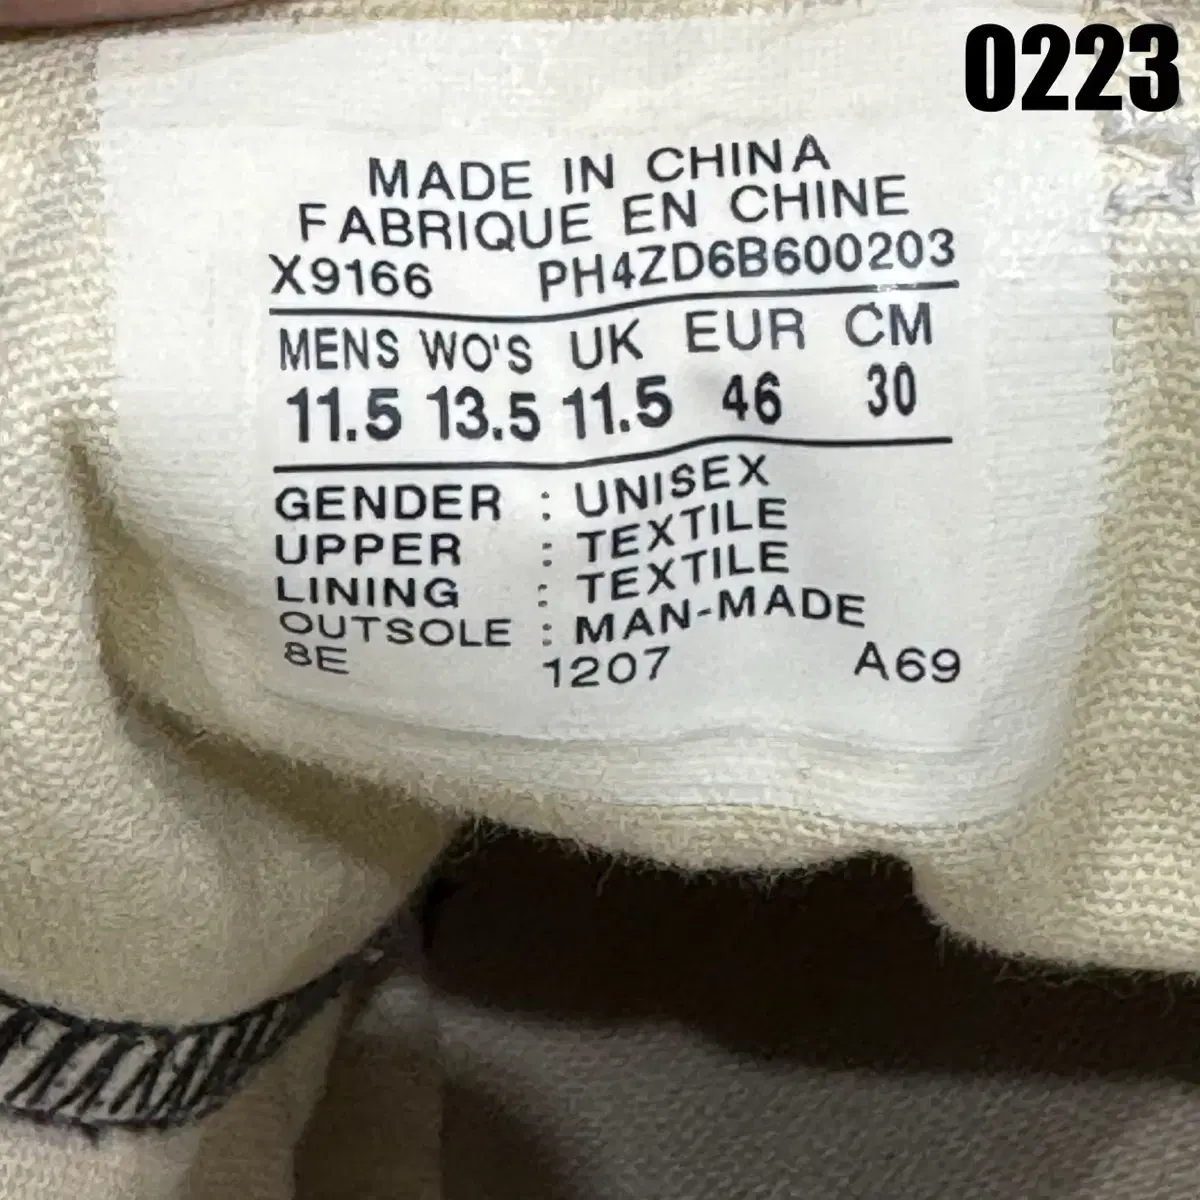 0223
MADE IN CHINA
FABRIQUE EN CHINE
X9166 PH4ZD6B600203
MENS WO'S UK EUR CM
11.5 13.5 11.5 46 30
GENDER : UNISEX
UPPER : TEXTILE
LINING : TEXTILE
OUTSOLE : MAN-MADE
8E 1207 A69